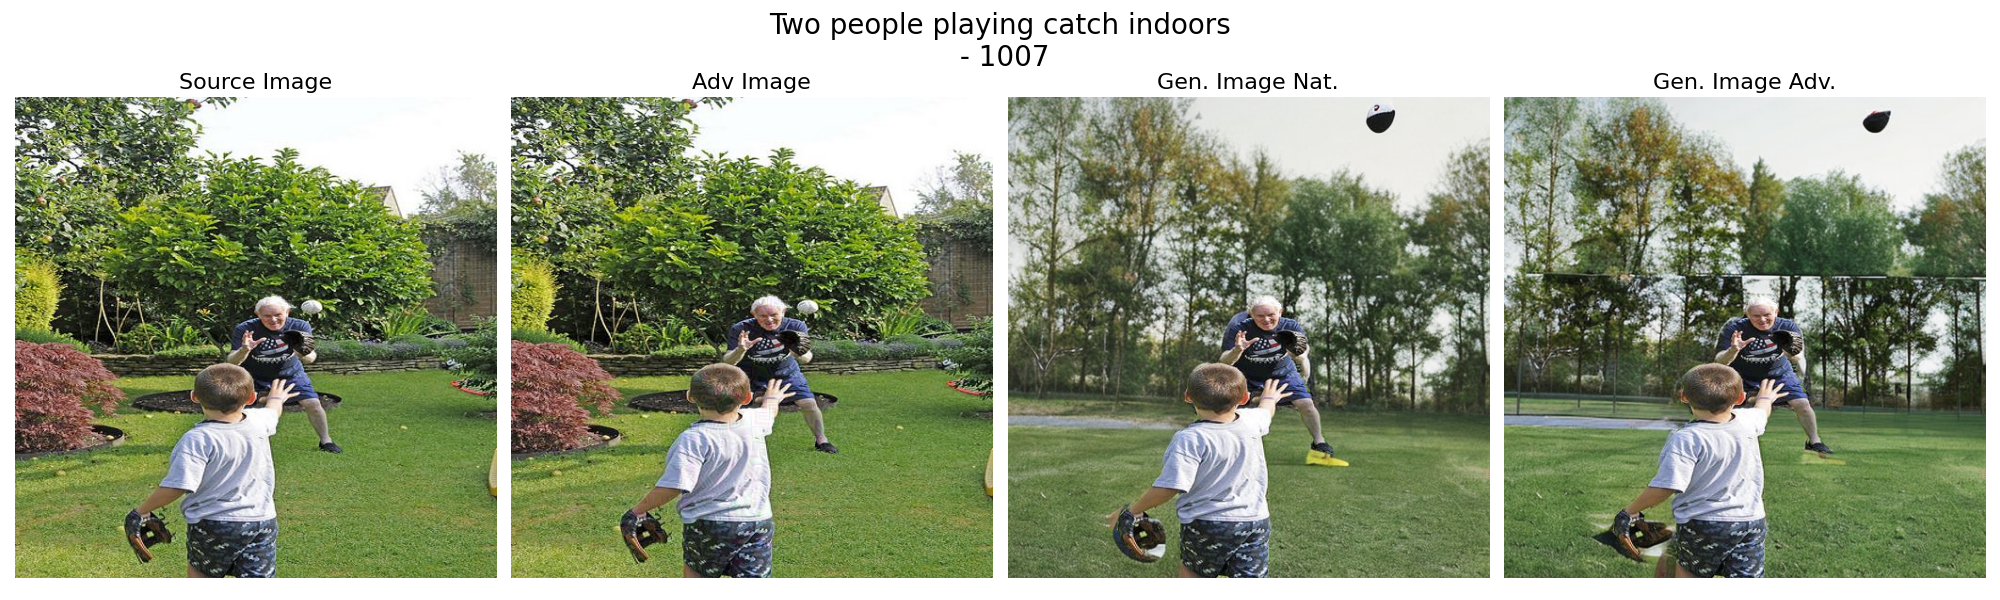 Two people playing catch indoors
- 1007
Source Image
Adv Image
Gen. Image Nat.
Gen. Image Adv.